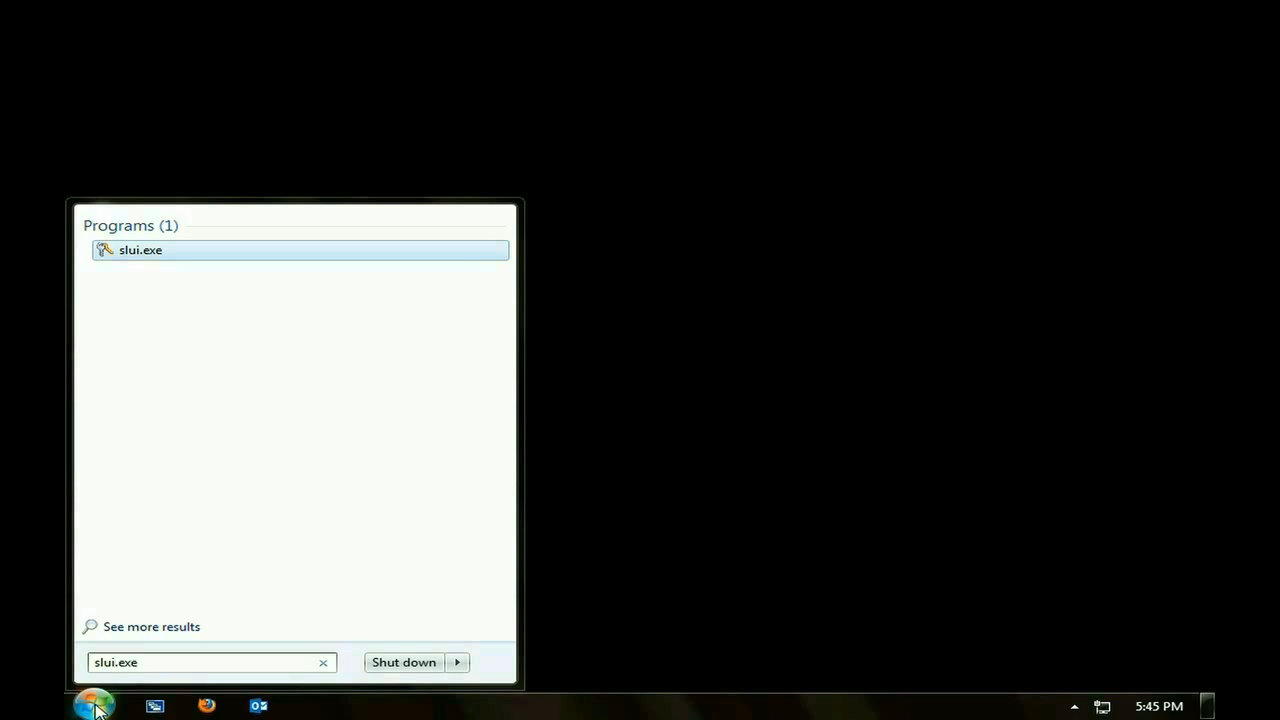 Programs (1)
slui.exe
See more results
slui.exe
Shut down
5:45 PM